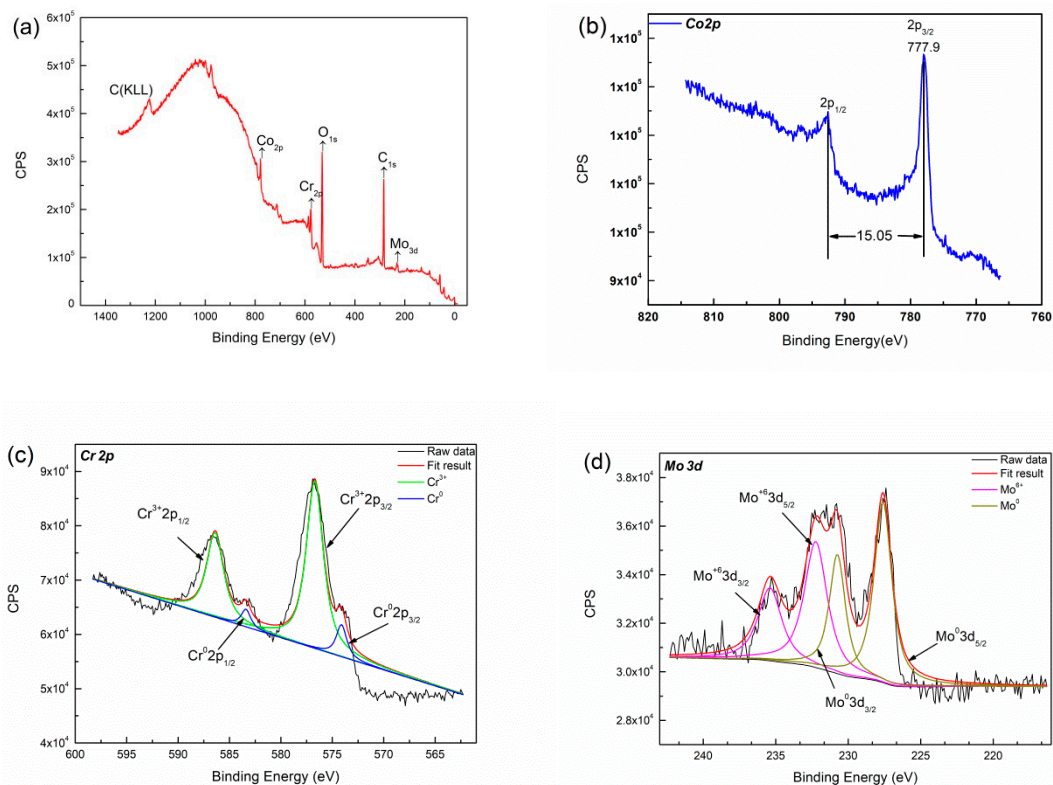 (a)
6x10⁵
5x10⁵
4x10⁵
3x10⁵
2x10⁵
1x10⁵
0
CPS
C(KLL)
Co2p
Cr2p
O1s
C1s
Mo3d
1400 1200 1000 800 600 400 200 0
Binding Energy (eV)
(b)
Co2p
1x10⁵
1x10⁵
1x10⁵
1x10⁵
1x10⁵
9x10⁴
CPS
2p3/2
777.9
2p1/2
15.05
820 810 800 790 780 770 760
Binding Energy(eV)
(c)
Cr 2p
Raw data
Fit result
Cr³⁺
Cr⁰
9x10⁴
8x10⁴
7x10⁴
6x10⁴
5x10⁴
4x10⁴
CPS
Cr³⁺2p1/2
Cr³⁺2p3/2
Cr⁰2p3/2
Cr⁰2p1/2
600 595 590 585 580 575 570 565
Binding Energy (eV)
(d)
Mo 3d
Raw data
Fit result
Mo⁶⁺
Mo⁰
3.8x10⁴
3.6x10⁴
3.4x10⁴
3.2x10⁴
3.0x10⁴
2.8x10⁴
CPS
Mo⁺⁶3d5/2
Mo⁺⁶3d3/2
Mo⁰3d5/2
Mo⁰3d3/2
240 235 230 225 220
Binding Energy (eV)